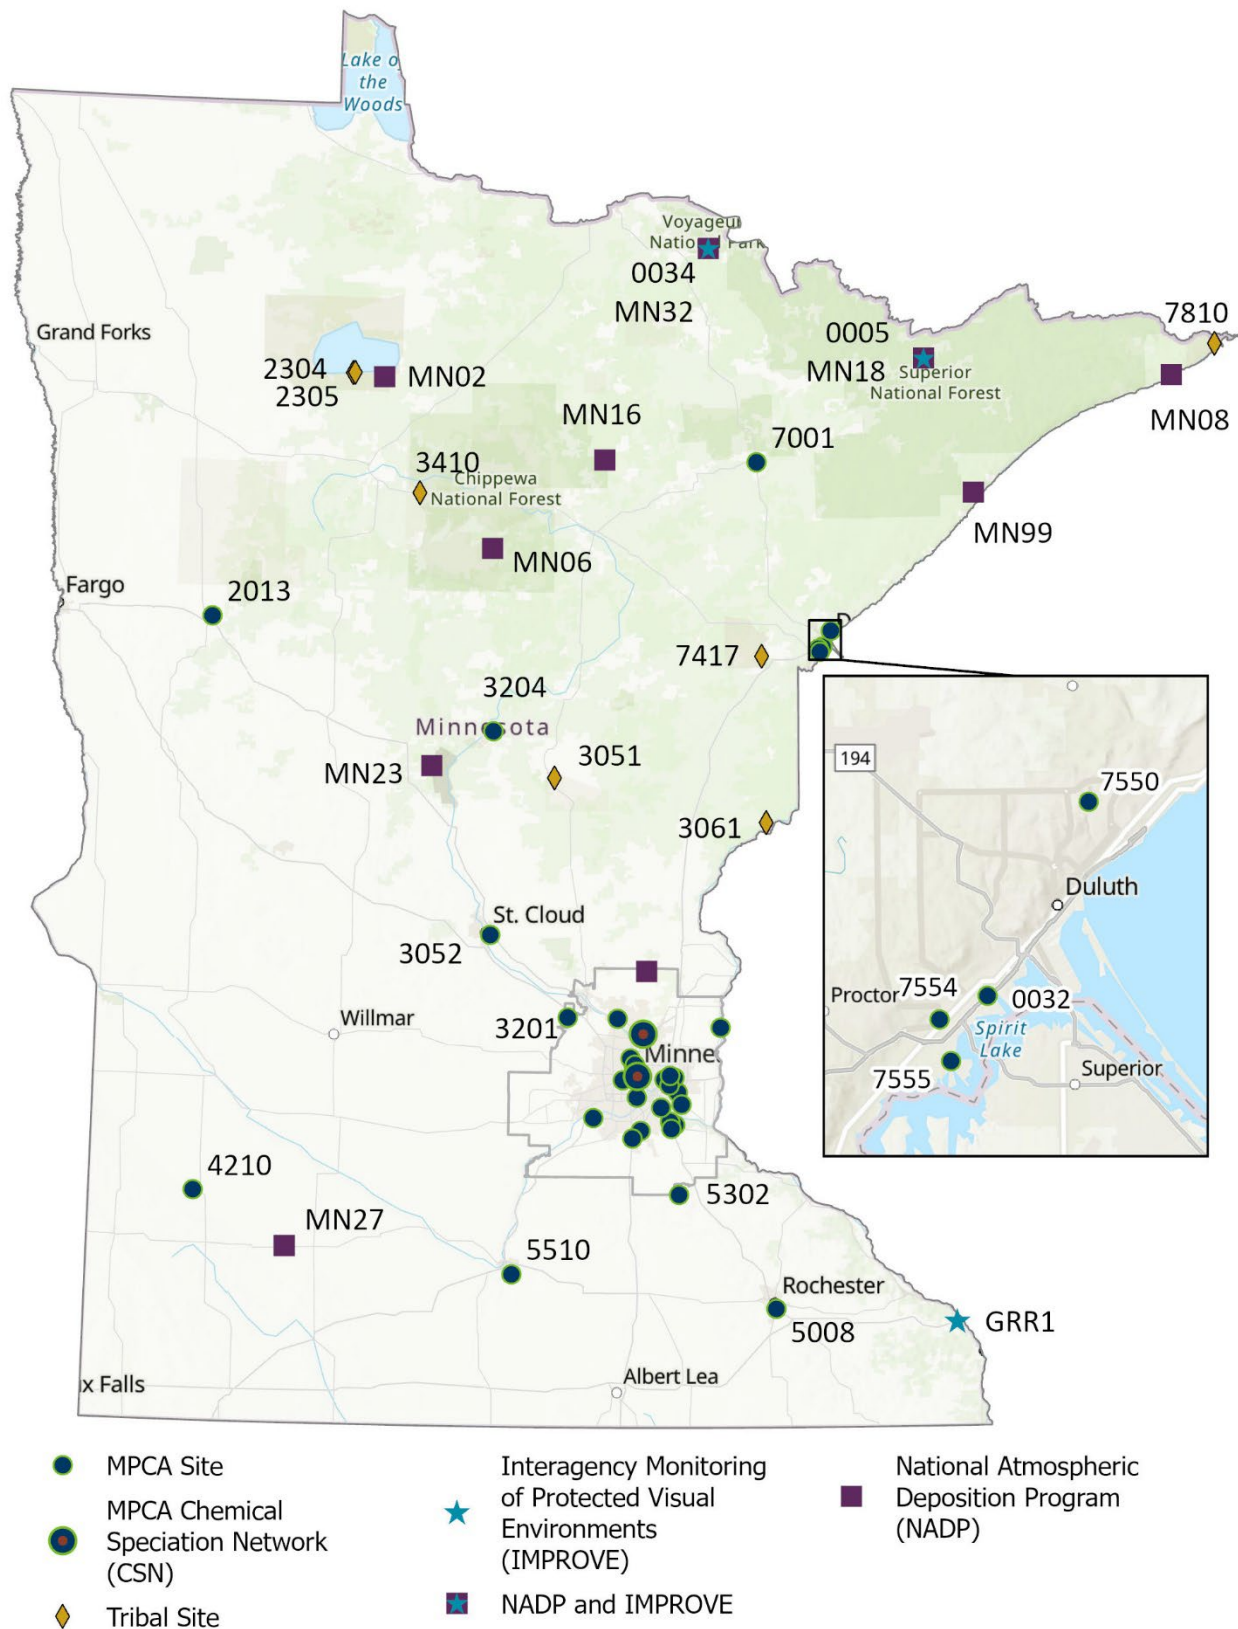 Lake o
the
Woods
Voyageu
National Park
0034
MN32
7810
0005
MN18
Superior
National Forest
MN08
Grand Forks
2304
2305
MN02
MN16
7001
3410
Chippewa
National Forest
MN99
MN06
Fargo
2013
D
7417
3204
Minnesota
MN23
3051
3061
194
7550
Duluth
Proctor
7554
0032
Spirit
Lake
7555
Superior
St. Cloud
3052
Willmar
3201
Minne
4210
5302
MN27
5510
Rochester
5008
GRR1
x Falls
Albert Lea
MPCA Site
MPCA Chemical
Speciation Network
(CSN)
Tribal Site
Interagency Monitoring
of Protected Visual
Environments
(IMPROVE)
NADP and IMPROVE
National Atmospheric
Deposition Program
(NADP)